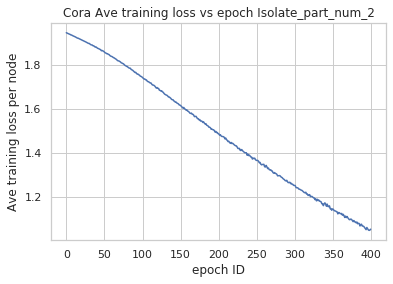 Cora Ave training loss vs epoch Isolate_part_num_2
Ave training loss per node
1.8
1.6
1.4
1.2
0 50 100 150 200 250 300 350 400
epoch ID